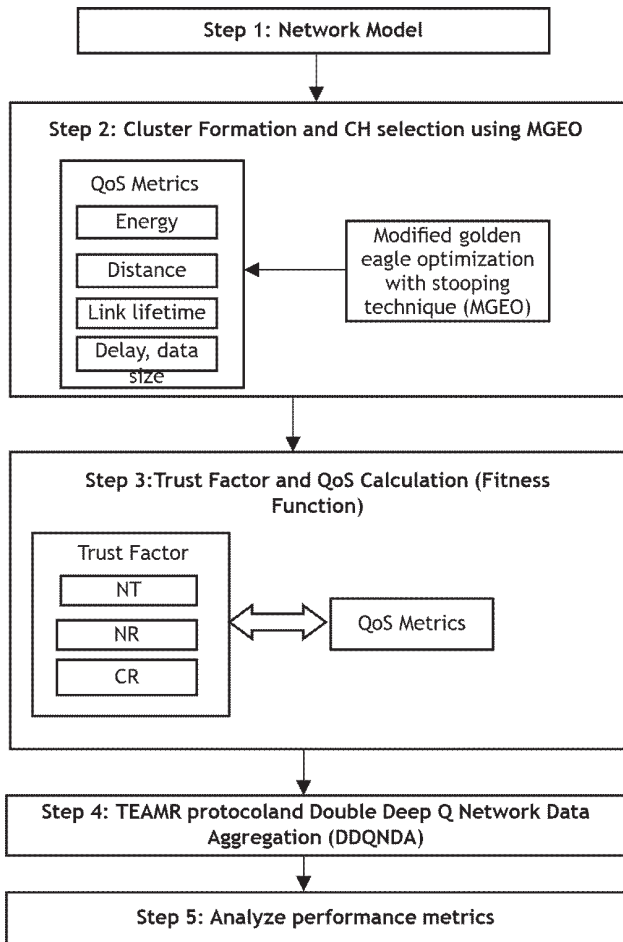 Step 1: Network Model
Step 2: Cluster Formation and CH selection using MGEO
QoS Metrics
Energy
Distance
Link lifetime
Delay, data
size
Modified golden
eagle optimization
with stooping
technique (MGEO)
Step 3:Trust Factor and QoS Calculation (Fitness
Function)
Trust Factor
NT
NR
CR
QoS Metrics
Step 4: TEAMR protocoland Double Deep Q Network Data
Aggregation (DDQNDA)
Step 5: Analyze performance metrics